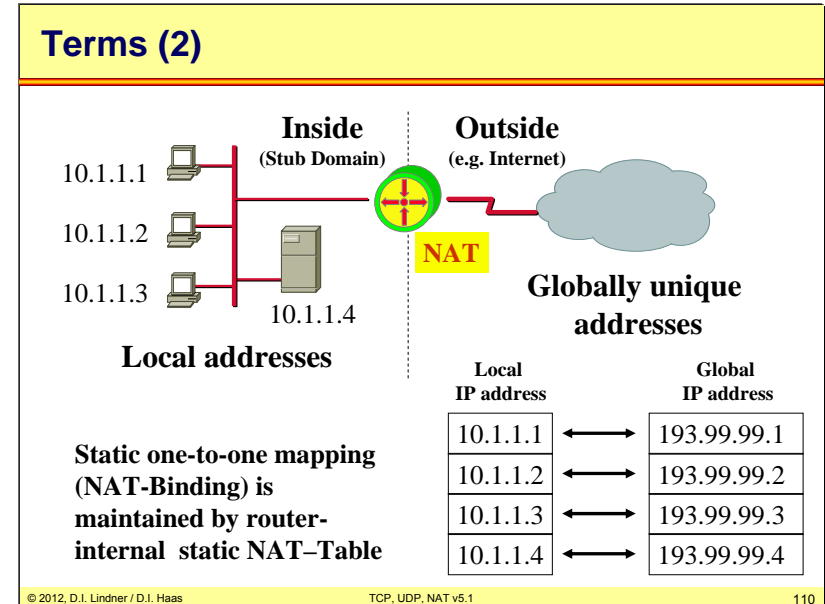 Terms (2)
Inside
(Stub Domain)
Outside
(e.g. Internet)
10.1.1.1
10.1.1.2
10.1.1.3
10.1.1.4
NAT
Local addresses
Globally unique
addresses
Local
IP address
Global
IP address
10.1.1.1
193.99.99.1
10.1.1.2
193.99.99.2
10.1.1.3
193.99.99.3
10.1.1.4
193.99.99.4
Static one-to-one mapping
(NAT-Binding) is
maintained by router-
internal static NAT–Table
© 2012, D.I. Lindner / D.I. Haas
TCP, UDP, NAT v5.1
110